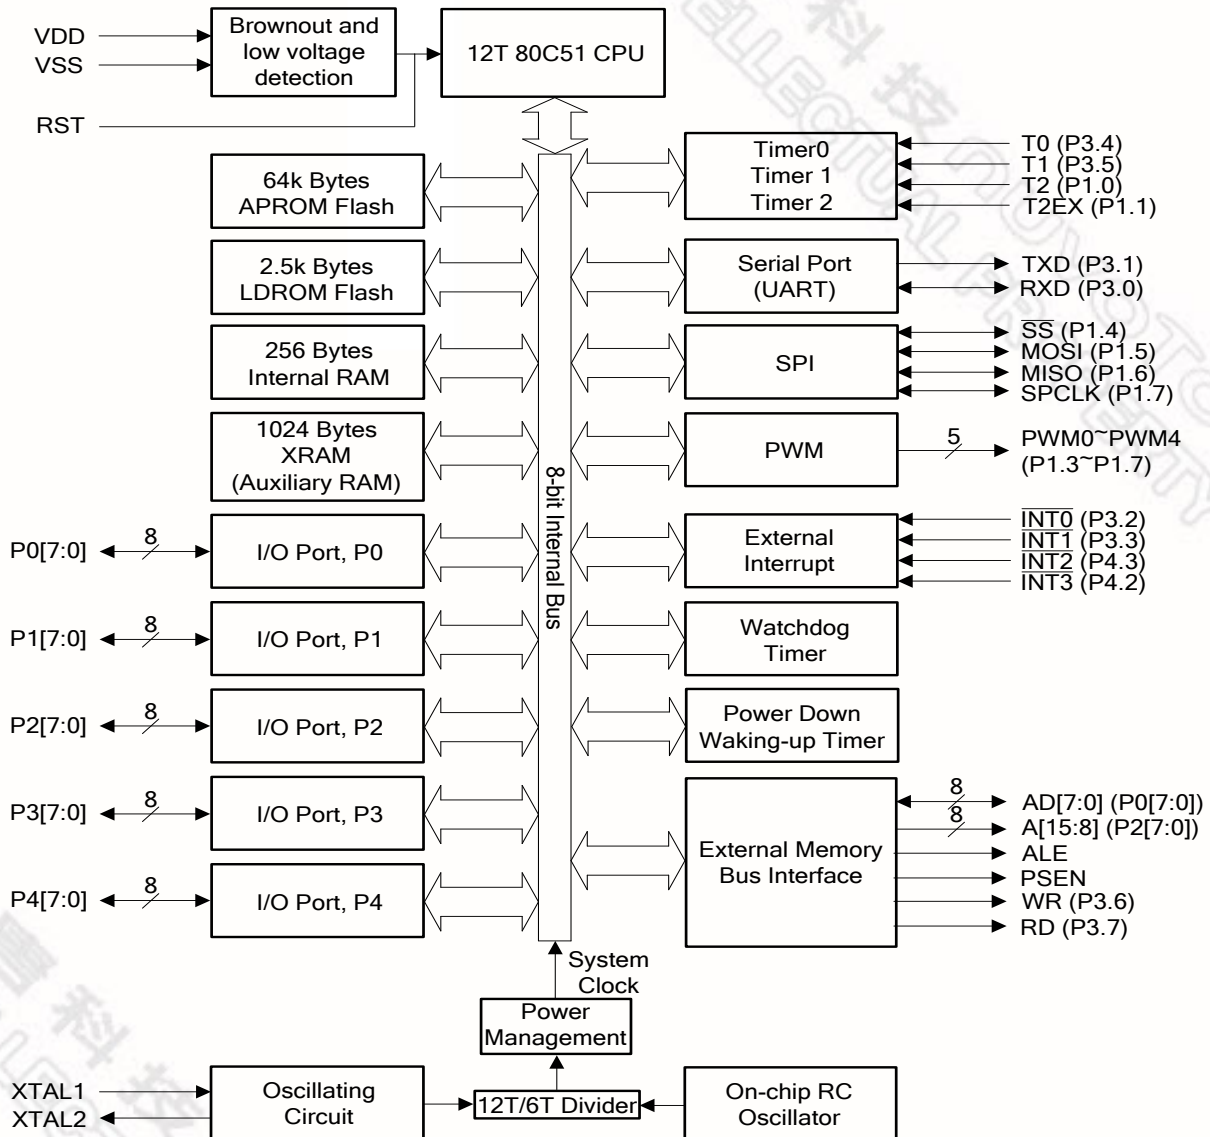 VDD
VSS
RST
Brownout and
low voltage
detection
12T 80C51 CPU
64k Bytes
APROM Flash
2.5k Bytes
LDROM Flash
256 Bytes
Internal RAM
1024 Bytes
XRAM
(Auxiliary RAM)
P0[7:0]
8
I/O Port, P0
P1[7:0]
8
I/O Port, P1
P2[7:0]
8
I/O Port, P2
P3[7:0]
8
I/O Port, P3
P4[7:0]
8
I/O Port, P4
8-bit Internal Bus
Timer0
Timer 1
Timer 2
T0 (P3.4)
T1 (P3.5)
T2 (P1.0)
T2EX (P1.1)
Serial Port
(UART)
TXD (P3.1)
RXD (P3.0)
SPI
SS (P1.4)
MOSI (P1.5)
MISO (P1.6)
SPCLK (P1.7)
PWM
5
PWM0~PWM4
(P1.3~P1.7)
External
Interrupt
INT0 (P3.2)
INT1 (P3.3)
INT2 (P4.3)
INT3 (P4.2)
Watchdog
Timer
Power Down
Waking-up Timer
External Memory
Bus Interface
8
AD[7:0] (P0[7:0])
8
A[15:8] (P2[7:0])
ALE
PSEN
WR (P3.6)
RD (P3.7)
System
Clock
Power
Management
XTAL1
XTAL2
Oscillating
Circuit
12T/6T Divider
On-chip RC
Oscillator